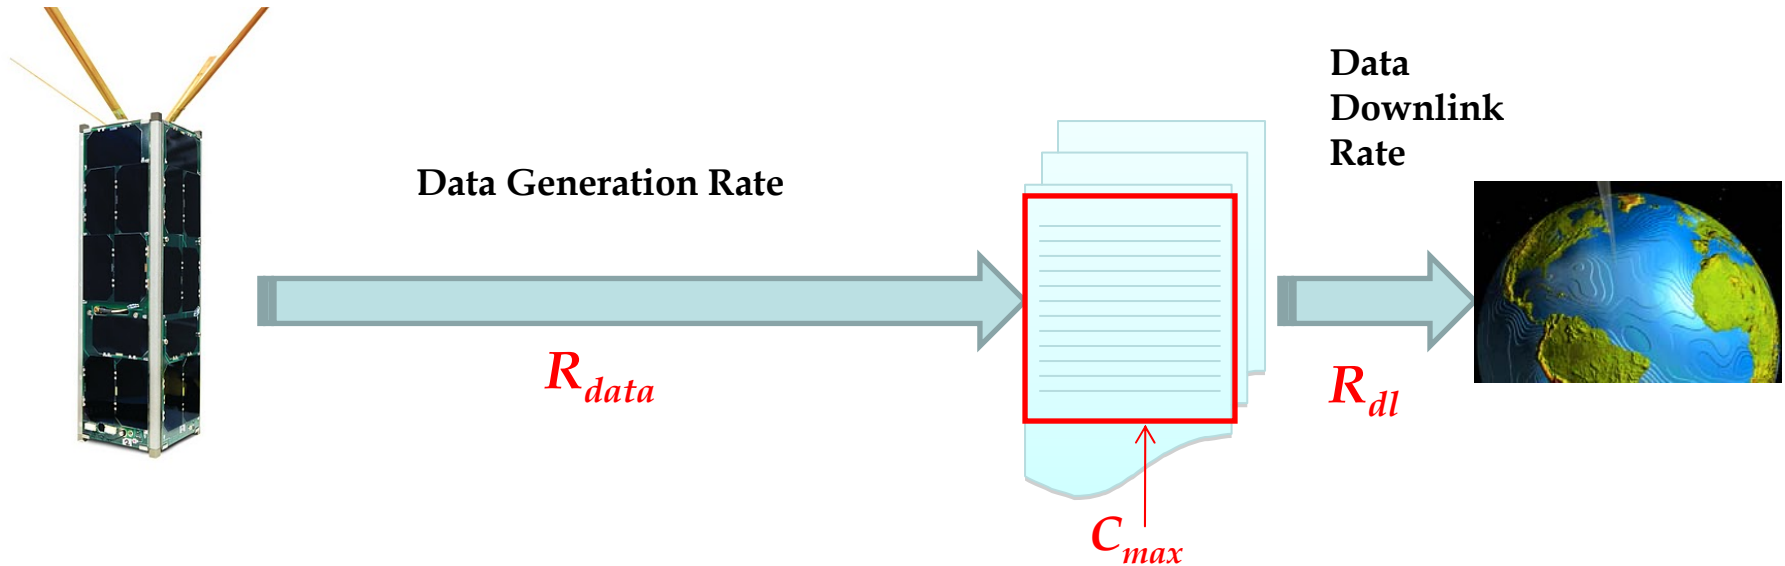 Data
Downlink
Rate
Data Generation Rate
R_data
R_dl
C_max